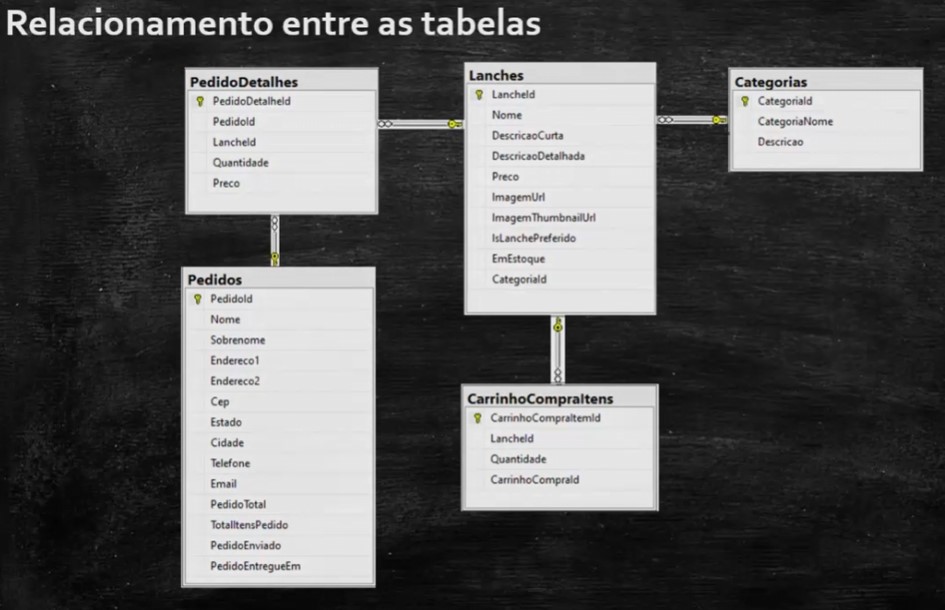 Relacionamento entre as tabelas
PedidoDetalhes
PedidoDetalheId
PedidoId
LancheId
Quantidade
Preco
Lanches
LancheId
Nome
DescricaoCurta
DescricaoDetalhada
Preco
ImagemUrl
ImagemThumbnailUrl
IsLanchePreferido
EmEstoque
CategoriaId
Categorias
CategoriaId
CategoriaNome
Descricao
Pedidos
PedidoId
Nome
Sobrenome
Endereco1
Endereco2
Cep
Estado
Cidade
Telefone
Email
PedidoTotal
TotalItensPedido
PedidoEnviado
PedidoEntregueEm
CarrinhoCompraItens
CarrinhoCompraItemId
LancheId
Quantidade
CarrinhoCompraId